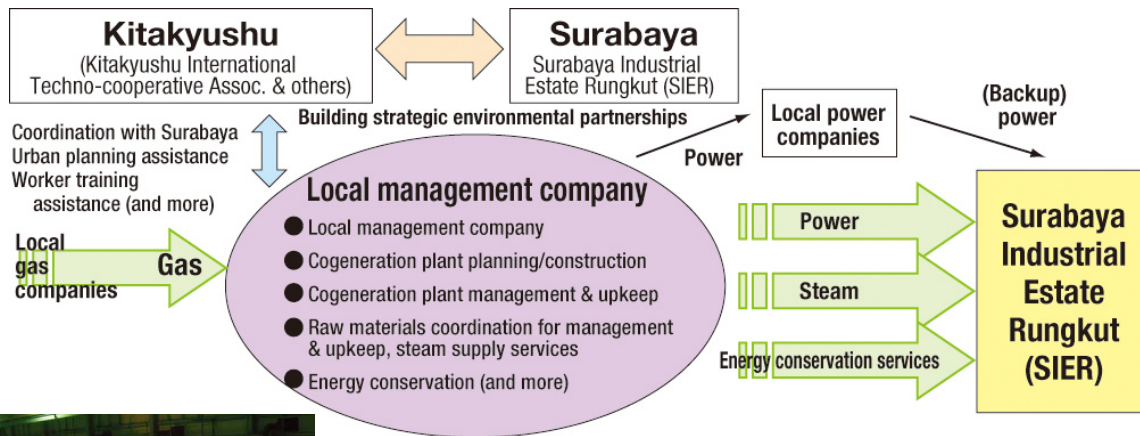 Kitakyushu
(Kitakyushu International
Techno-cooperative Assoc. & others)
Surabaya
Surabaya Industrial
Estate Rungkut (SIER)
Building strategic environmental partnerships
Coordination with Surabaya
Urban planning assistance
Worker training
assistance (and more)
Local power
companies
(Backup)
power
Power
Local
gas
companies
Gas
Local management company
● Local management company
● Cogeneration plant planning/construction
● Cogeneration plant management & upkeep
● Raw materials coordination for management
& upkeep, steam supply services
● Energy conservation (and more)
Power
Steam
Energy conservation services
Surabaya
Industrial
Estate
Rungkut
(SIER)